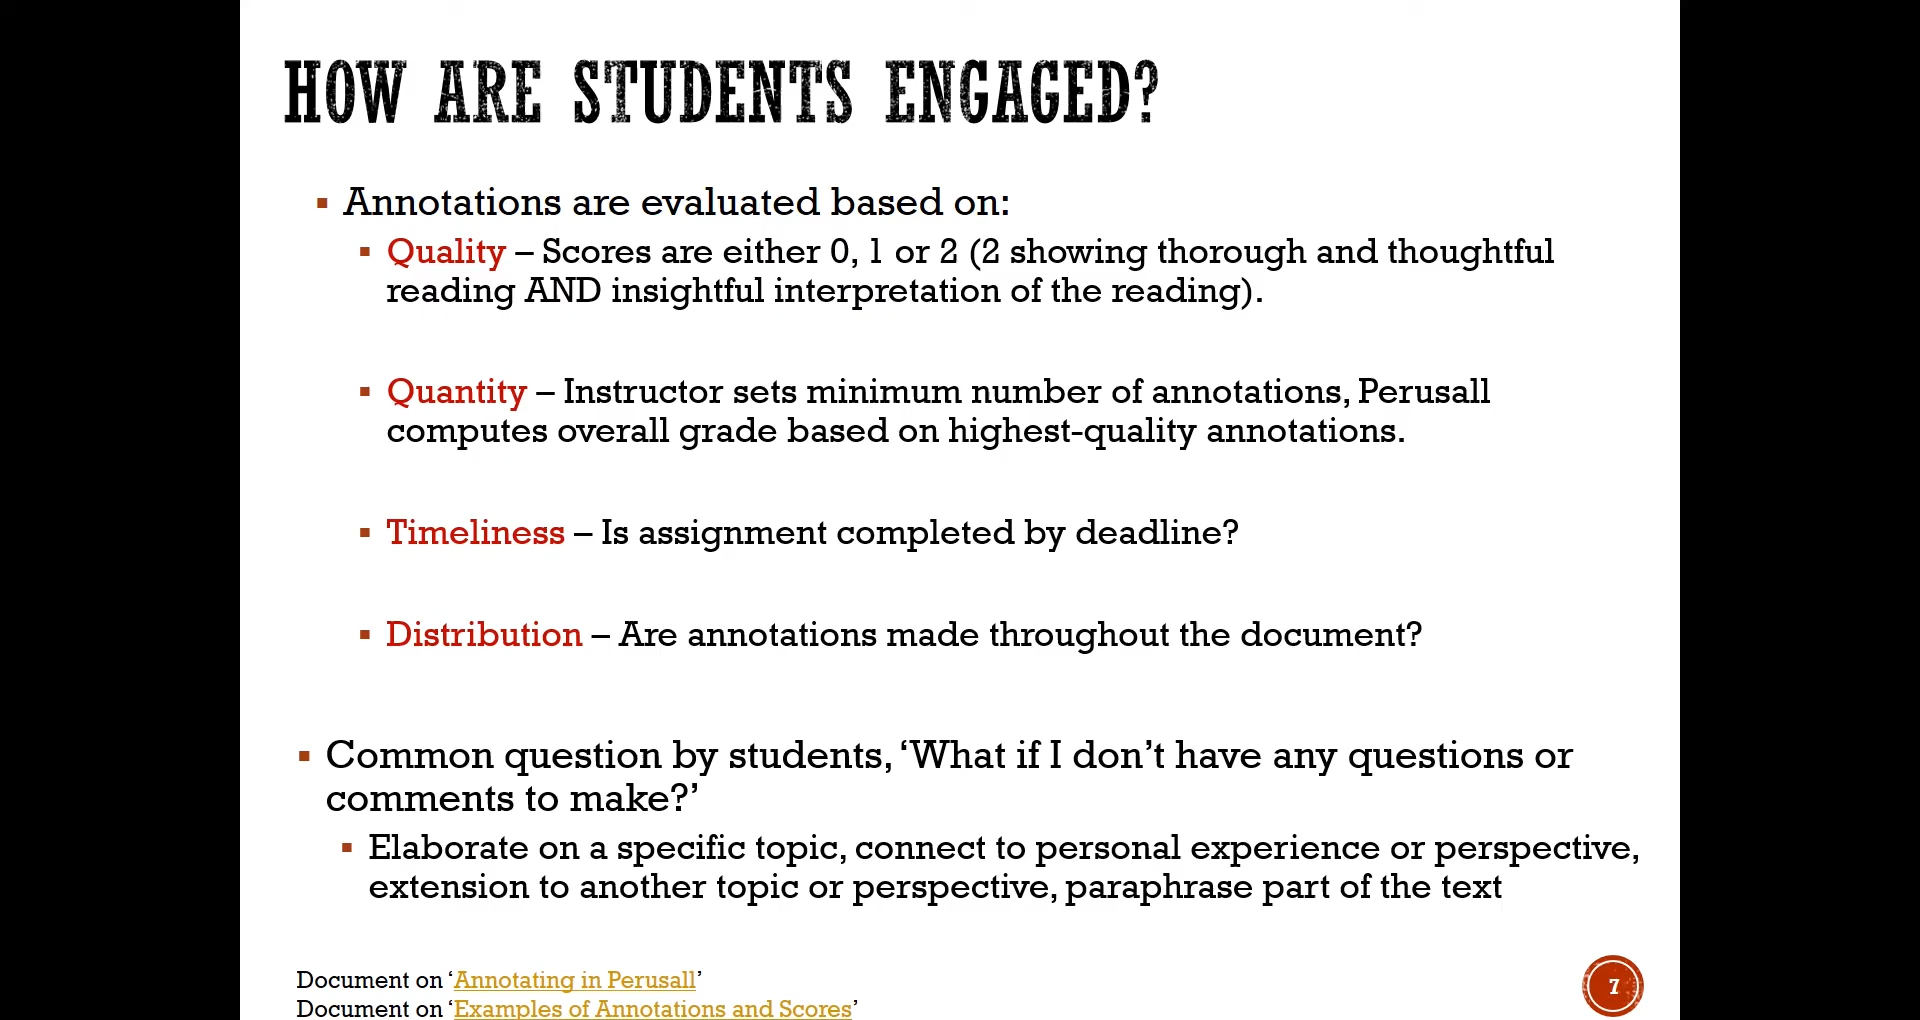 HOW ARE STUDENTS ENGAGED?
Annotations are evaluated based on:
Quality – Scores are either 0, 1 or 2 (2 showing thorough and thoughtful
reading AND insightful interpretation of the reading).
Quantity – Instructor sets minimum number of annotations, Perusall
computes overall grade based on highest-quality annotations.
Timeliness – Is assignment completed by deadline?
Distribution – Are annotations made throughout the document?
Common question by students, ‘What if I don’t have any questions or
comments to make?’
Elaborate on a specific topic, connect to personal experience or perspective,
extension to another topic or perspective, paraphrase part of the text
Document on ‘Annotating in Perusall’
Document on ‘Examples of Annotations and Scores’
7